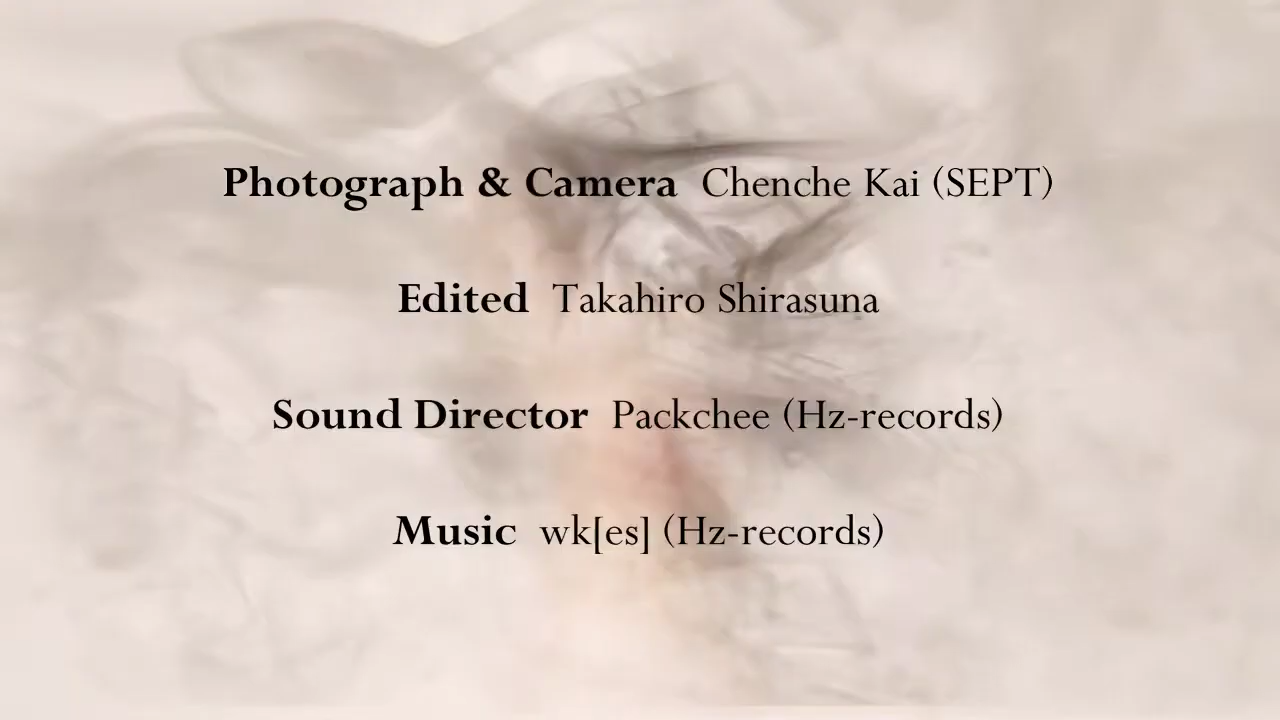 Photograph & Camera Chenche Kai (SEPT)
Edited Takahiro Shirasuna
Sound Director Packchee (Hz-records)
Music wk[es] (Hz-records)